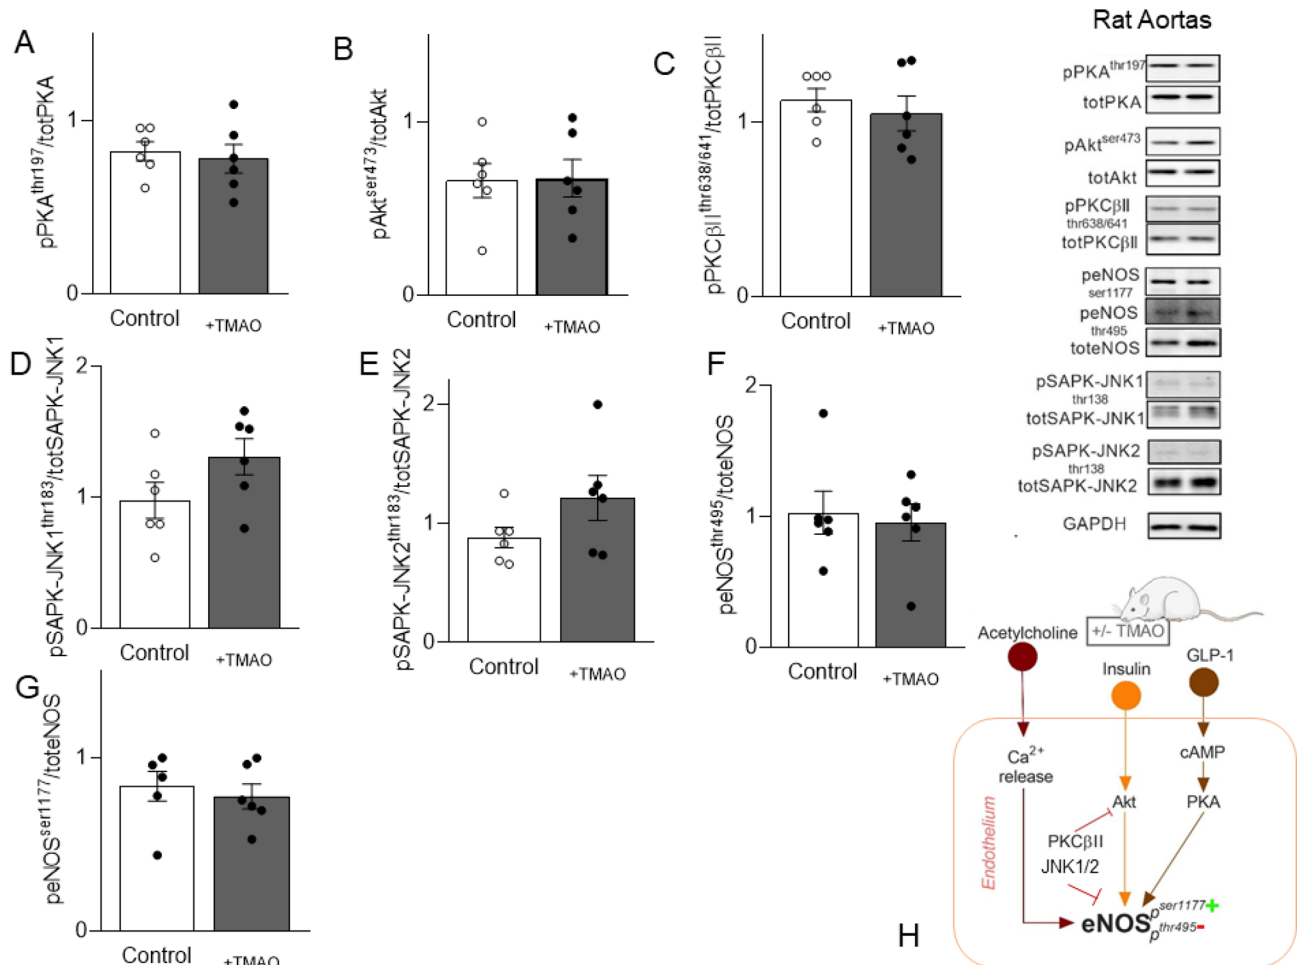 Rat Aortas
A
pPKAthr197/totPKA
1
0
Control
+TMAO
B
pAktser473/totAkt
1
0
Control
+TMAO
C
pPKCβIIthr638/641/totPKCβII
1
0
Control
+TMAO
pPKAthr197
totPKA
pAktser473
totAkt
pPKCβII
thr638/641
totPKCβII
peNOS
ser1177
peNOS
thr495
toteNOS
pSAPK-JNK1
thr138
totSAPK-JNK1
pSAPK-JNK2
thr138
totSAPK-JNK2
GAPDH
D
pSAPK-JNK1thr183/totSAPK-JNK1
2
1
0
Control
+TMAO
E
pSAPK-JNK2thr183/totSAPK-JNK2
2
1
0
Control
+TMAO
F
peNOSthr495/toteNOS
2
1
0
Control
+TMAO
G
peNOSser1177/toteNOS
1
0
Control
+TMAO
H
+/- TMAO
Acetylcholine
Insulin
GLP-1
Ca2+
release
cAMP
Akt
PKA
Endothelium
PKCβII
JNK1/2
eNOS
pser1177+
pthr495-